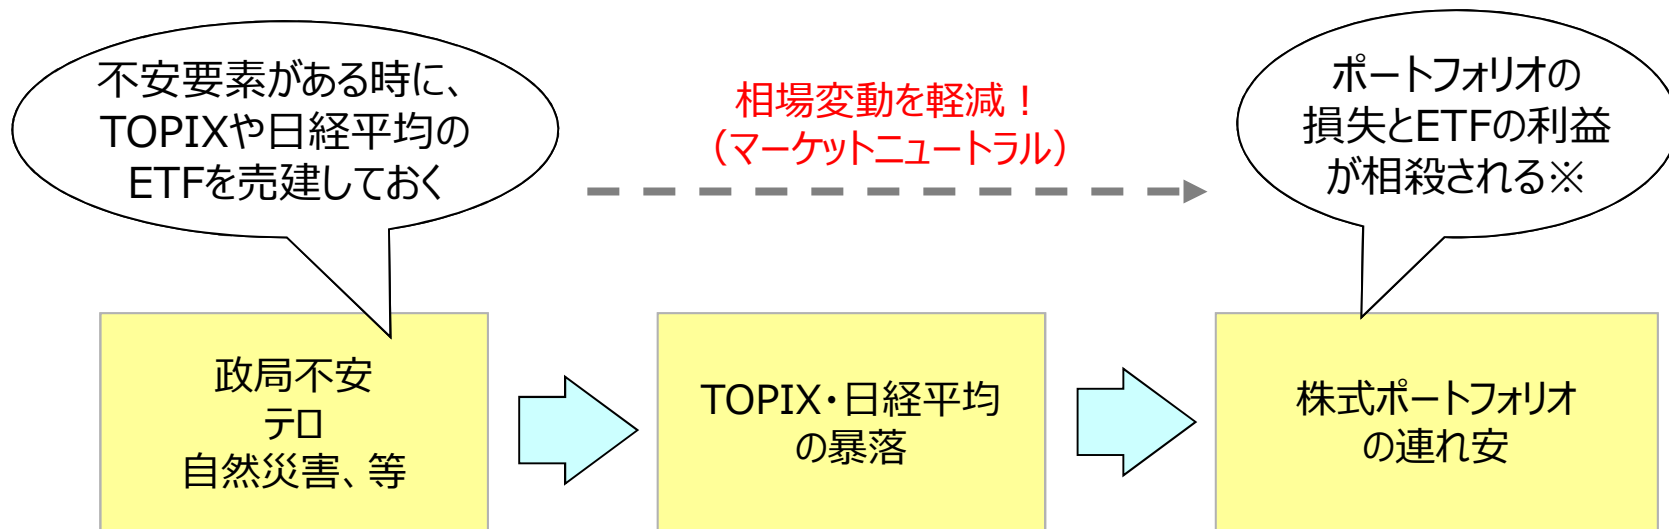 不安要素がある時に、
TOPIXや日経平均の
ETFを売建しておく
相場変動を軽減！
（マーケットニュートラル）
ポートフォリオの
損失とETFの利益
が相殺される※
政局不安
テロ
自然災害、等
TOPIX・日経平均
の暴落
株式ポートフォリオ
の連れ安